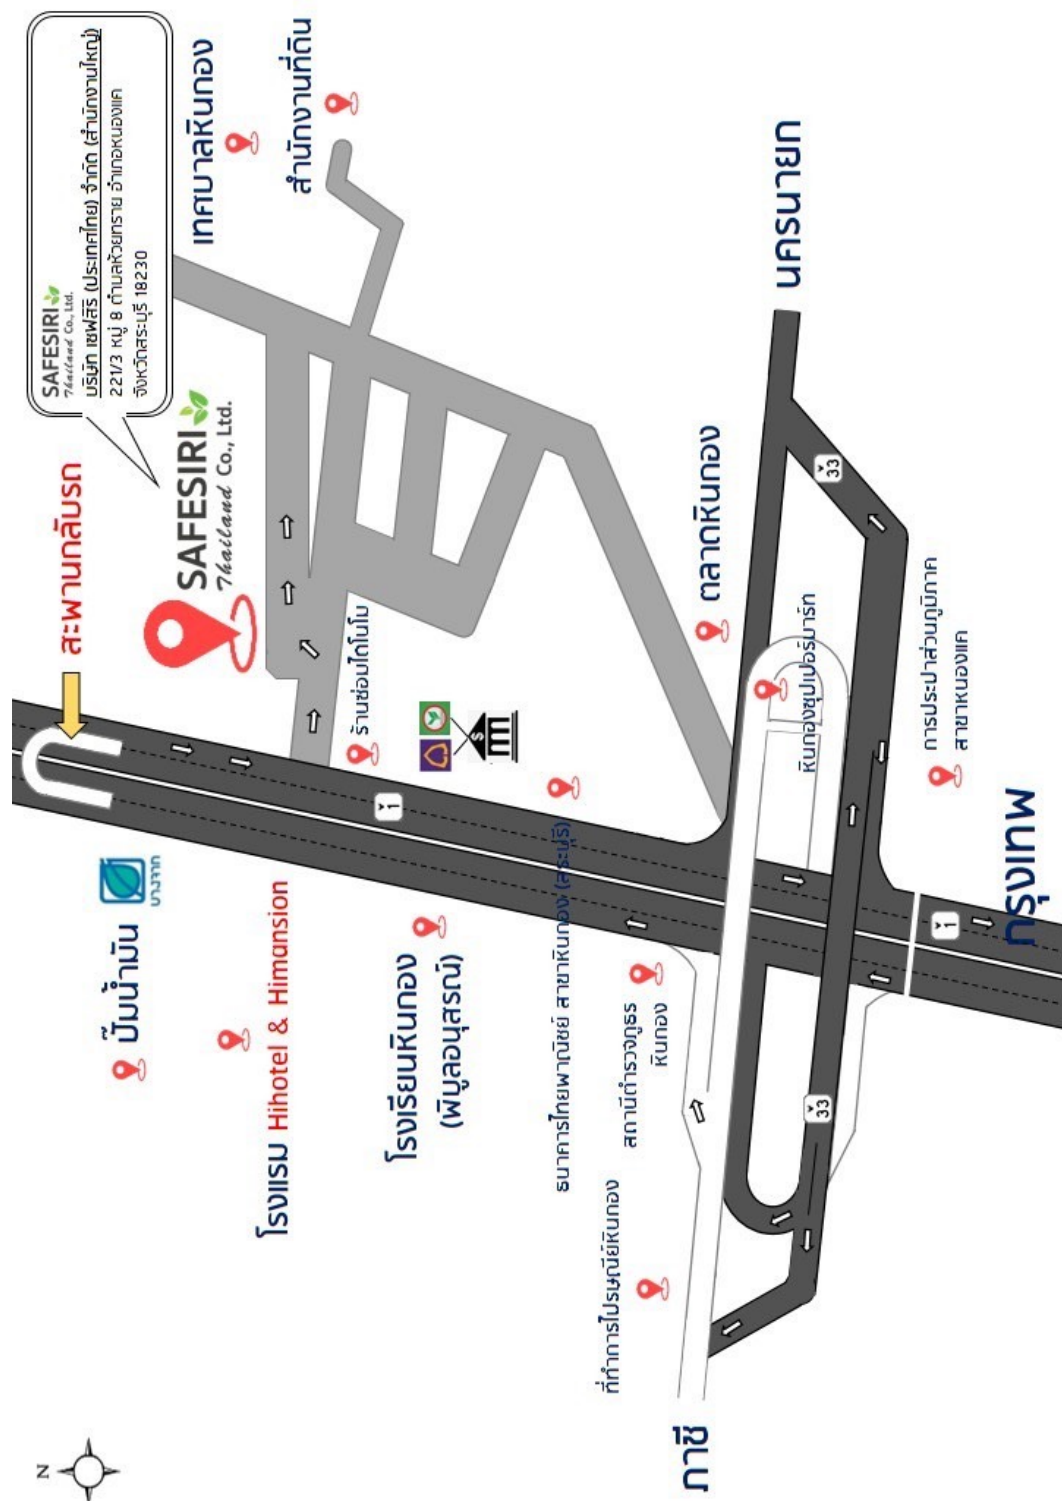 SAFESIRI
Thailand Co., Ltd.
บริษัท เซฟสิริ (ประเทศไทย) จำกัด (สำนักงานใหญ่)
221/3 หมู่ 8 ตำบลห้วยทราย อำเภอหนองแค
จังหวัดสระบุรี 18230
เทศบาลหินกอง
สำนักงานที่ดิน
สะพานกลับรถ
SAFESIRI
Thailand Co., Ltd.
นครนายก
ร้านซ่อมไดโนโม
ตลาดหินกอง
33
หินกองซุปเปอร์มาร์ท
การประปาส่วนภูมิภาค
สาขาหนองแค
1
บางจาก
ปั๊มน้ำมัน
โรงแรม Hihotel & Himansion
โรงเรียนหินกอง
(พิบูลอนุสรณ์)
ธนาคารไทยพาณิชย์ สาขาหินกอง (สระบุรี)
สถานีตำรวจภูธร
หินกอง
1
กรุงเทพ
33
ที่ทำการไปรษณีย์หินกอง
ภาชี
N